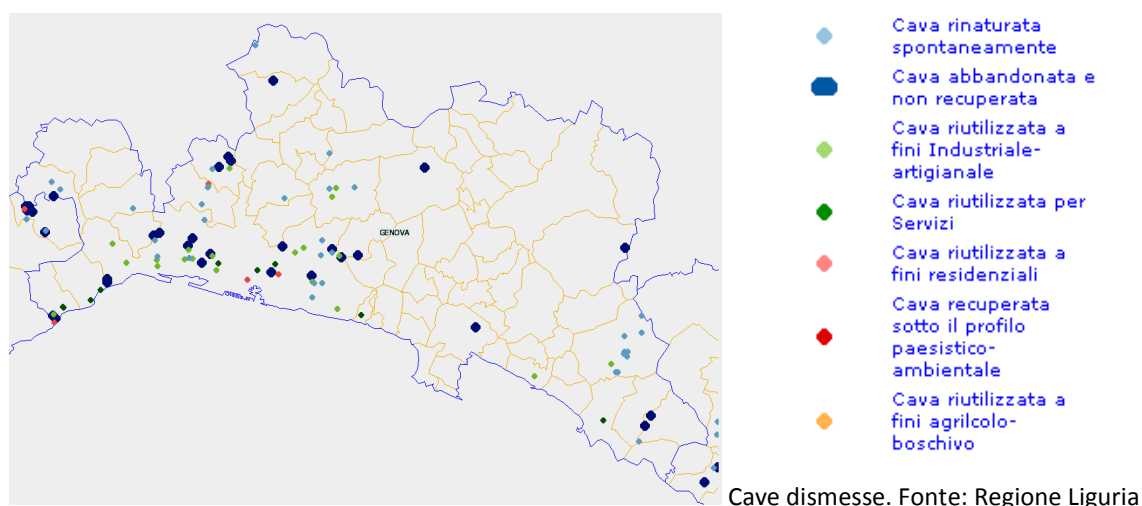 GENOVA
Cava rinaturata
spontaneamente
Cava abbandonata e
non recuperata
Cava riutilizzata a
fini Industriale-
artigianale
Cava riutilizzata per
Servizi
Cava riutilizzata a
fini residenziali
Cava recuperata
sotto il profilo
paesistico-
ambientale
Cava riutilizzata a
fini agrilcolo-
boschivo
Cave dismesse. Fonte: Regione Liguria